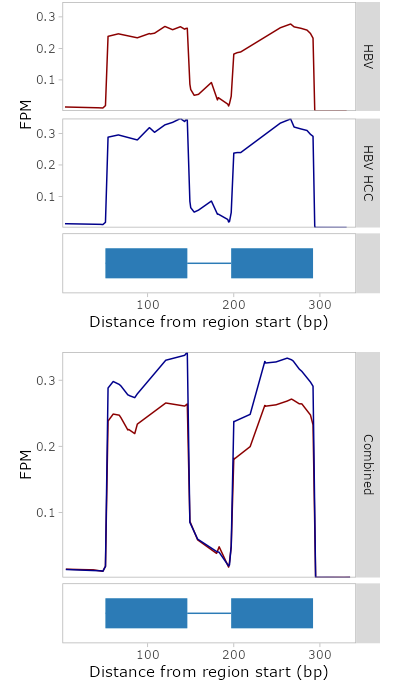 0.3
0.2
0.1
HBV
FPM
0.3
0.2
0.1
HBV HCC
100 200 300
Distance from region start (bp)
0.3
0.2
0.1
FPM
Combined
100 200 300
Distance from region start (bp)